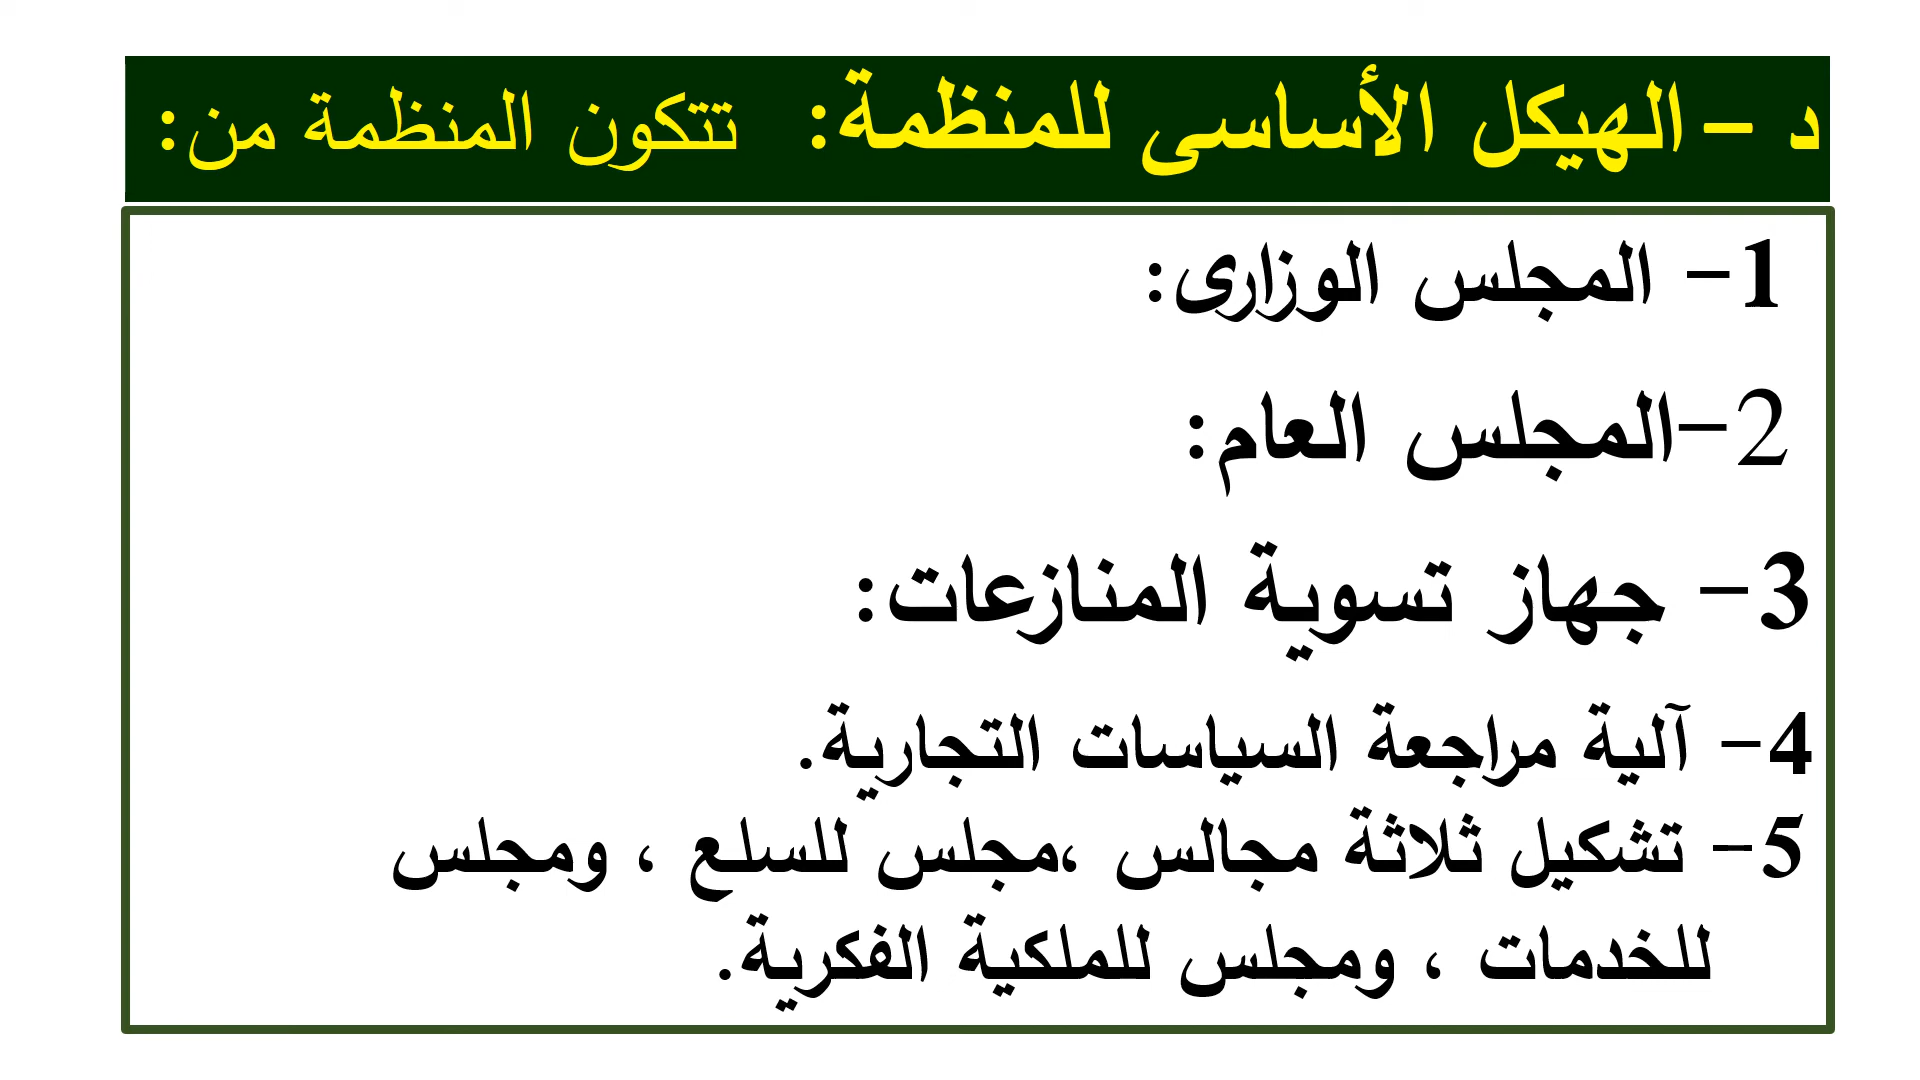 د – الهيكل الأساسى للمنظمة: تتكون المنظمة من:
1- المجلس الوزارى:
2-المجلس العام:
3- جهاز تسوية المنازعات:
4- آلية مراجعة السياسات التجارية.
5- تشكيل ثلاثة مجالس ،مجلس للسلع ، ومجلس
للخدمات ، ومجلس للملكية الفكرية.